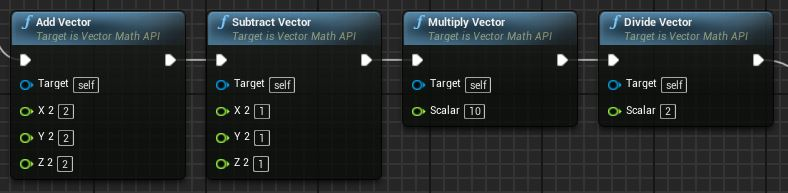 f Add Vector
Target is Vector Math API
Target self
X 2 2
Y 2 2
Z 2 2
f Subtract Vector
Target is Vector Math API
Target self
X 2 1
Y 2 1
Z 2 1
f Multiply Vector
Target is Vector Math API
Target self
Scalar 10
f Divide Vector
Target is Vector Math API
Target self
Scalar 2